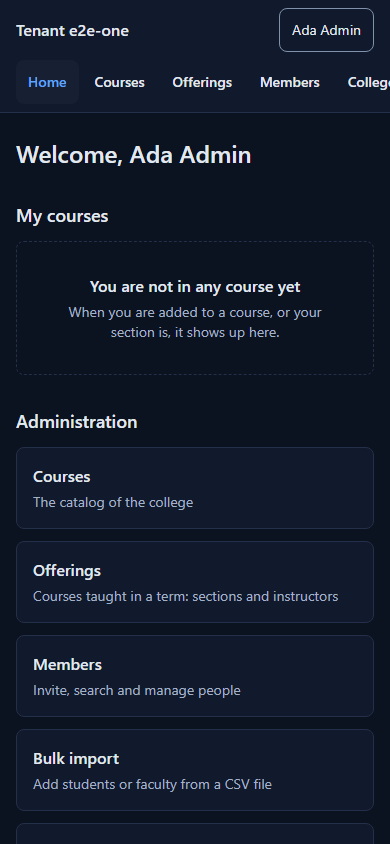 Tenant e2e-one
Ada Admin
Home
Courses
Offerings
Members
Welcome, Ada Admin
My courses
You are not in any course yet
When you are added to a course, or your
section is, it shows up here.
Administration
Courses
The catalog of the college
Offerings
Courses taught in a term: sections and instructors
Members
Invite, search and manage people
Bulk import
Add students or faculty from a CSV file